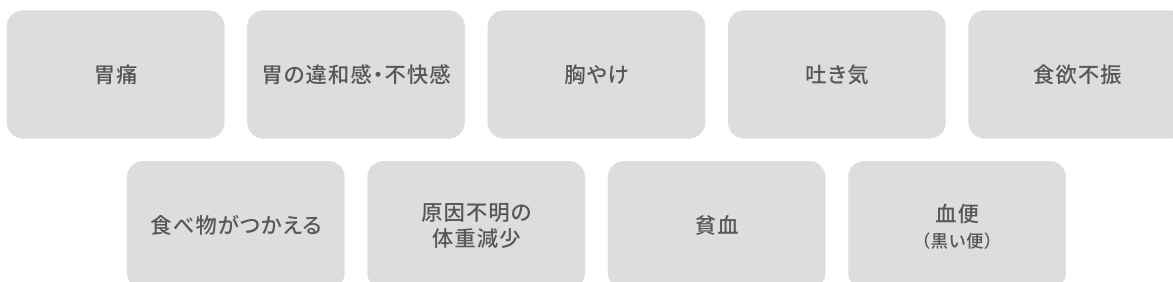 胃痛
胃の違和感・不快感
胸やけ
吐き気
食欲不振
食べ物がつかえる
原因不明の
体重減少
貧血
血便
（黒い便）